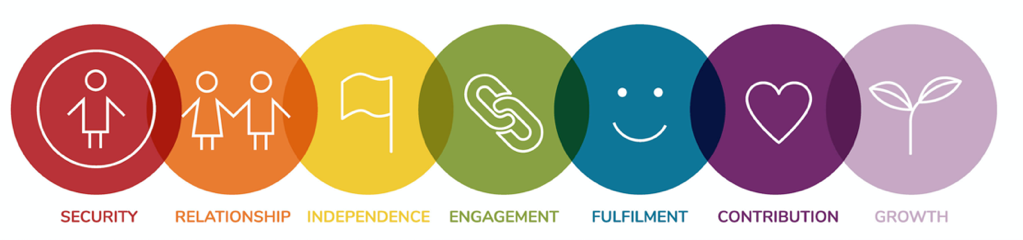 SECURITY RELATIONSHIP INDEPENDENCE ENGAGEMENT FULFILMENT CONTRIBUTION GROWTH